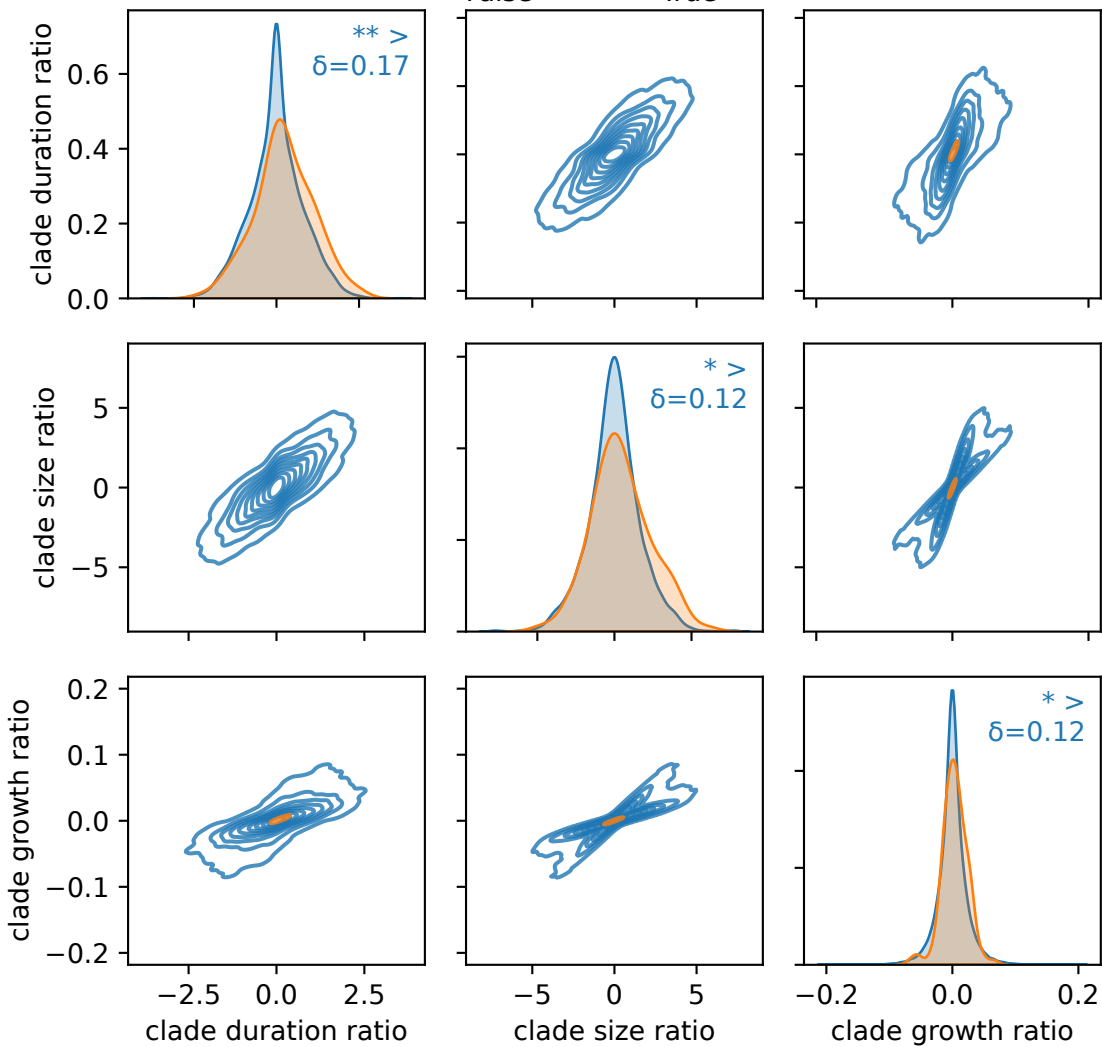 ** >
δ=0.17
clade duration ratio
0.6
0.4
0.2
0.0
* >
δ=0.12
clade size ratio
5
0
−5
* >
δ=0.12
clade growth ratio
0.2
0.1
0.0
−0.1
−0.2
−2.5 0.0 2.5
−5 0 5
−0.2 0.0 0.2
clade duration ratio
clade size ratio
clade growth ratio